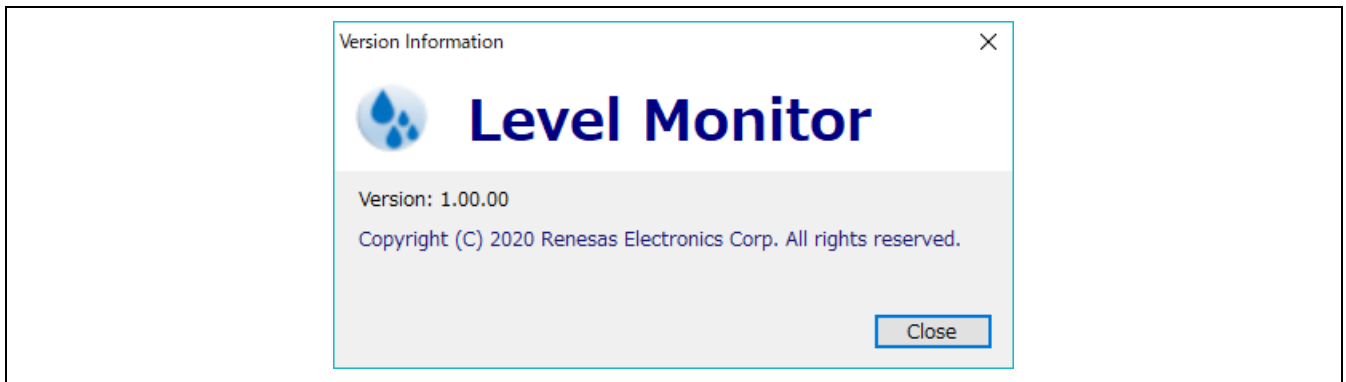 Version Information
Level Monitor
Version: 1.00.00
Copyright (C) 2020 Renesas Electronics Corp. All rights reserved.
Close